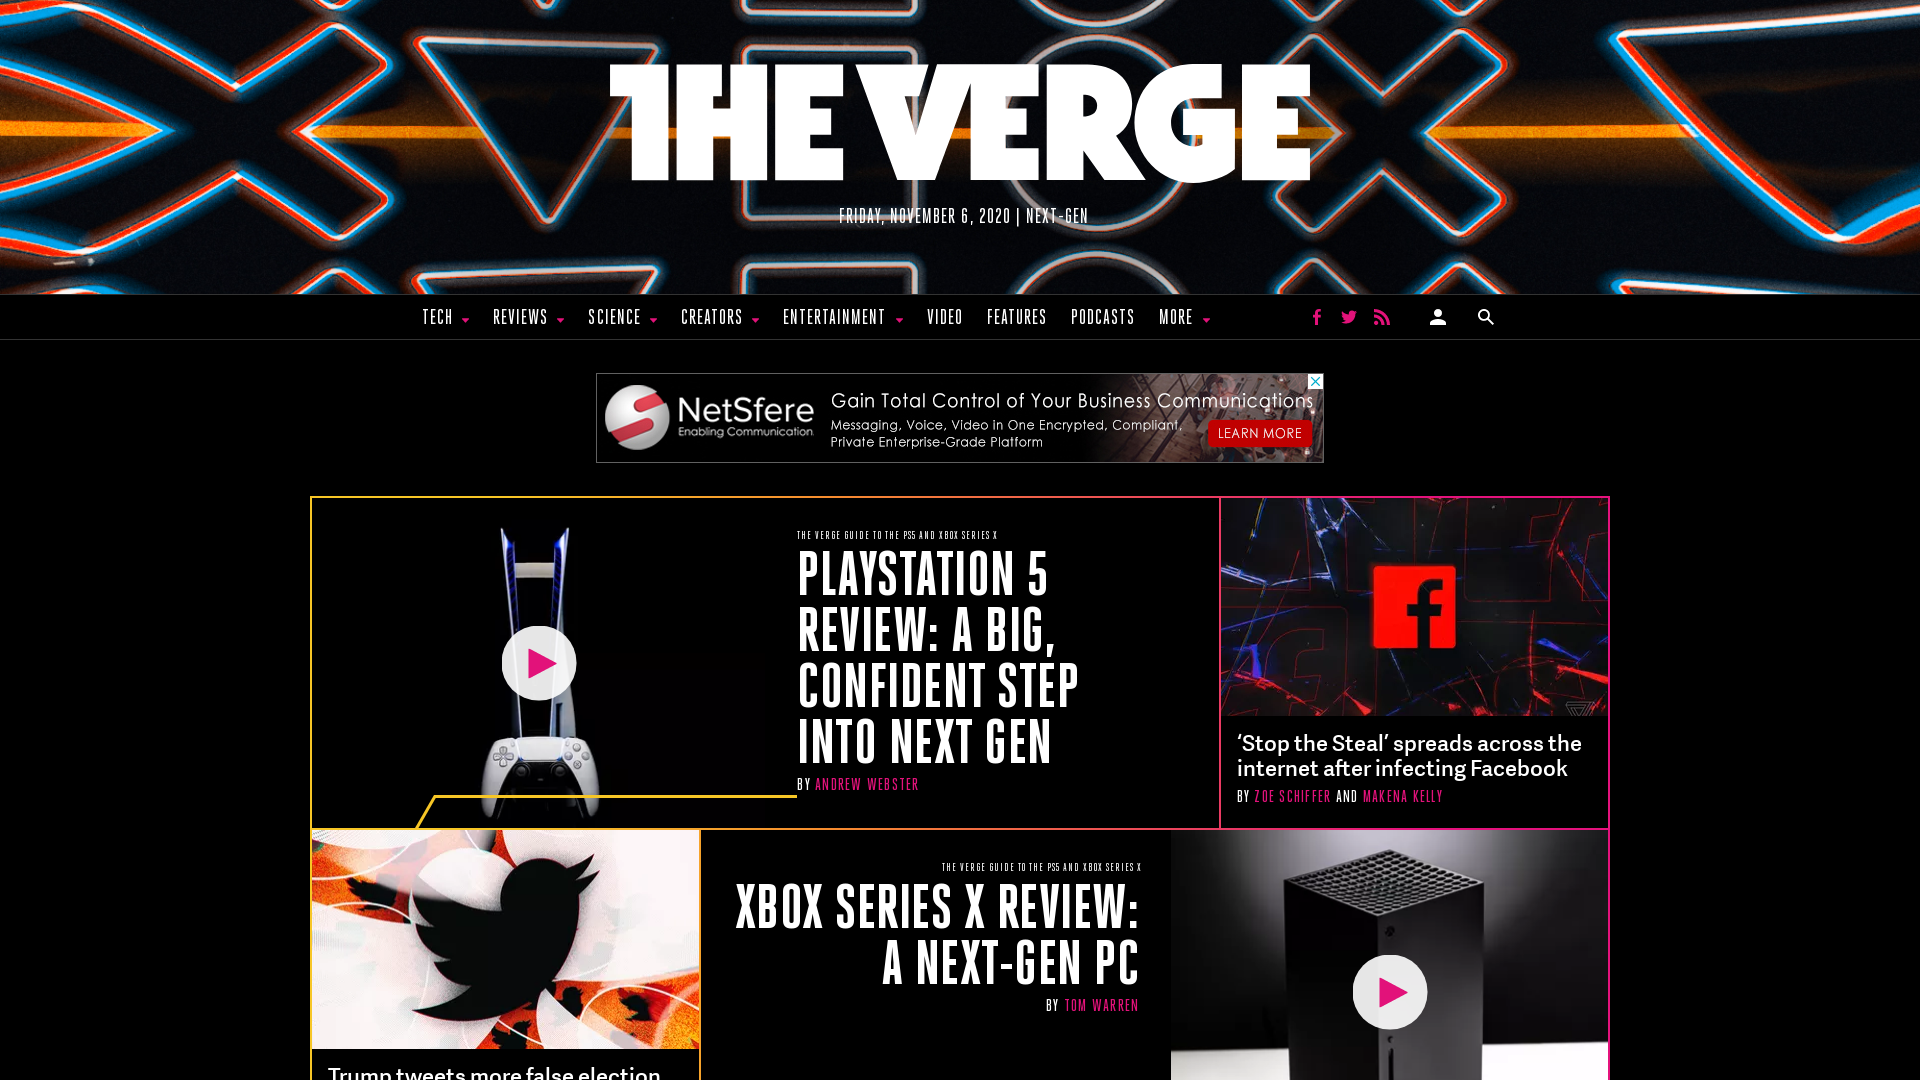 THE VERGE
FRIDAY, NOVEMBER 6, 2020 | NEXT-GEN
TECH REVIEWS SCIENCE CREATORS ENTERTAINMENT VIDEO FEATURES PODCASTS MORE
NetSfere
Enabling Communication
Gain Total Control of Your Business Communications
Messaging, Voice, Video in One Encrypted, Compliant,
Private Enterprise-Grade Platform
LEARN MORE
THE VERGE GUIDE TO THE PS5 AND XBOX SERIES X
PLAYSTATION 5
REVIEW: A BIG,
CONFIDENT STEP
INTO NEXT GEN
BY ANDREW WEBSTER
‘Stop the Steal’ spreads across the
internet after infecting Facebook
BY ZOE SCHIFFER AND MAKENA KELLY
THE VERGE GUIDE TO THE PS5 AND XBOX SERIES X
XBOX SERIES X REVIEW:
A NEXT-GEN PC
BY TOM WARREN
Trump tweets more false election